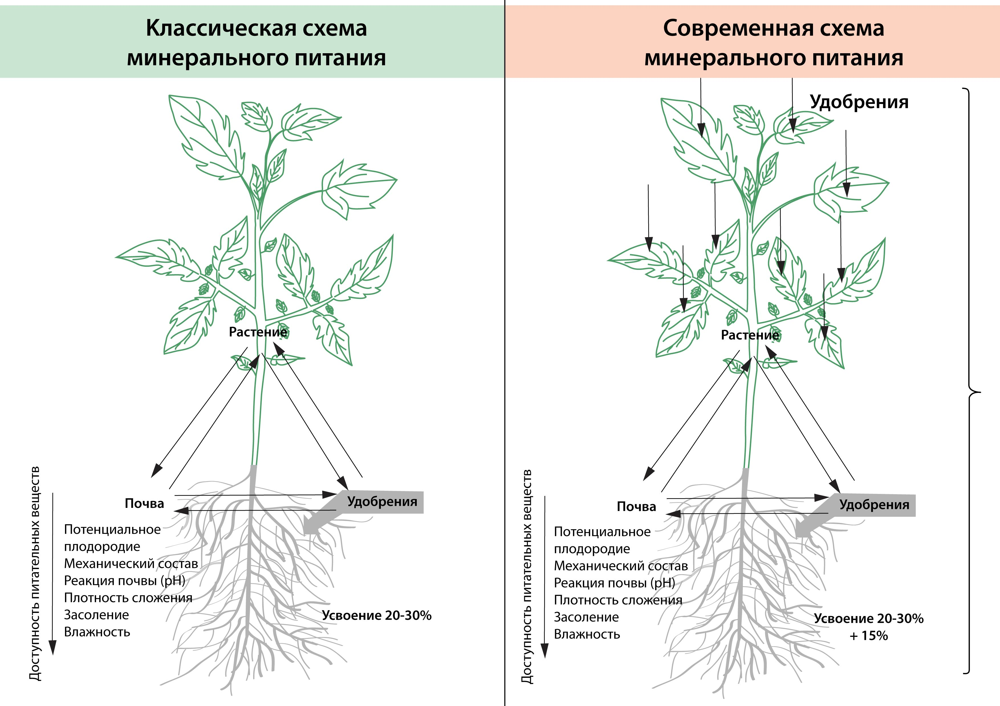 Классическая схема
минерального питания
Растение
Почва
Удобрения
Доступность питательных веществ
Потенциальное
плодородие
Механический состав
Реакция почвы (pH)
Плотность сложения
Засоление
Влажность
Усвоение 20-30%
Современная схема
минерального питания
Удобрения
Растение
Почва
Удобрения
Доступность питательных веществ
Потенциальное
плодородие
Механический состав
Реакция почвы (pH)
Плотность сложения
Засоление
Влажность
Усвоение 20-30%
+ 15%